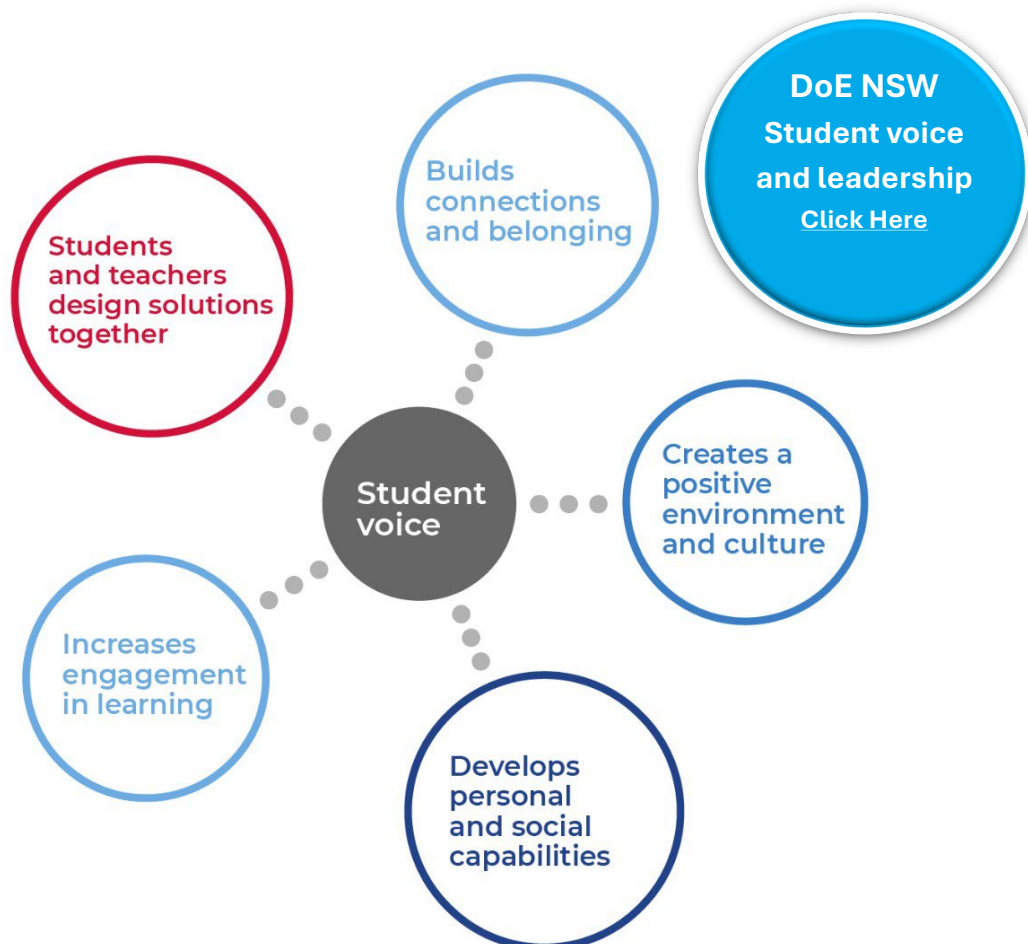 DoE NSW
Student voice
and leadership
Click Here
Builds
connections
and belonging
Students
and teachers
design solutions
together
Student
voice
Creates a
positive
environment
and culture
Increases
engagement
in learning
Develops
personal
and social
capabilities